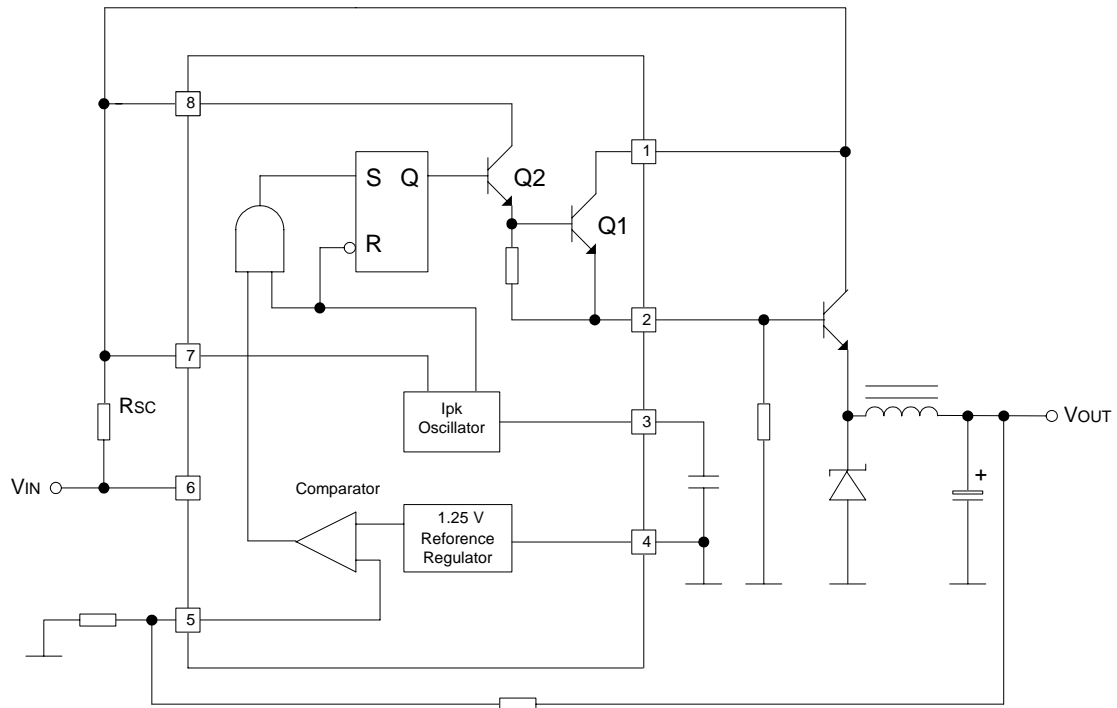 8
1
S Q
Q2
Q1
R
2
7
RSC
Ipk
Oscillator
3
VOUT
VIN
6
Comparator
+
1.25 V
Reforence
Regulator
4
5